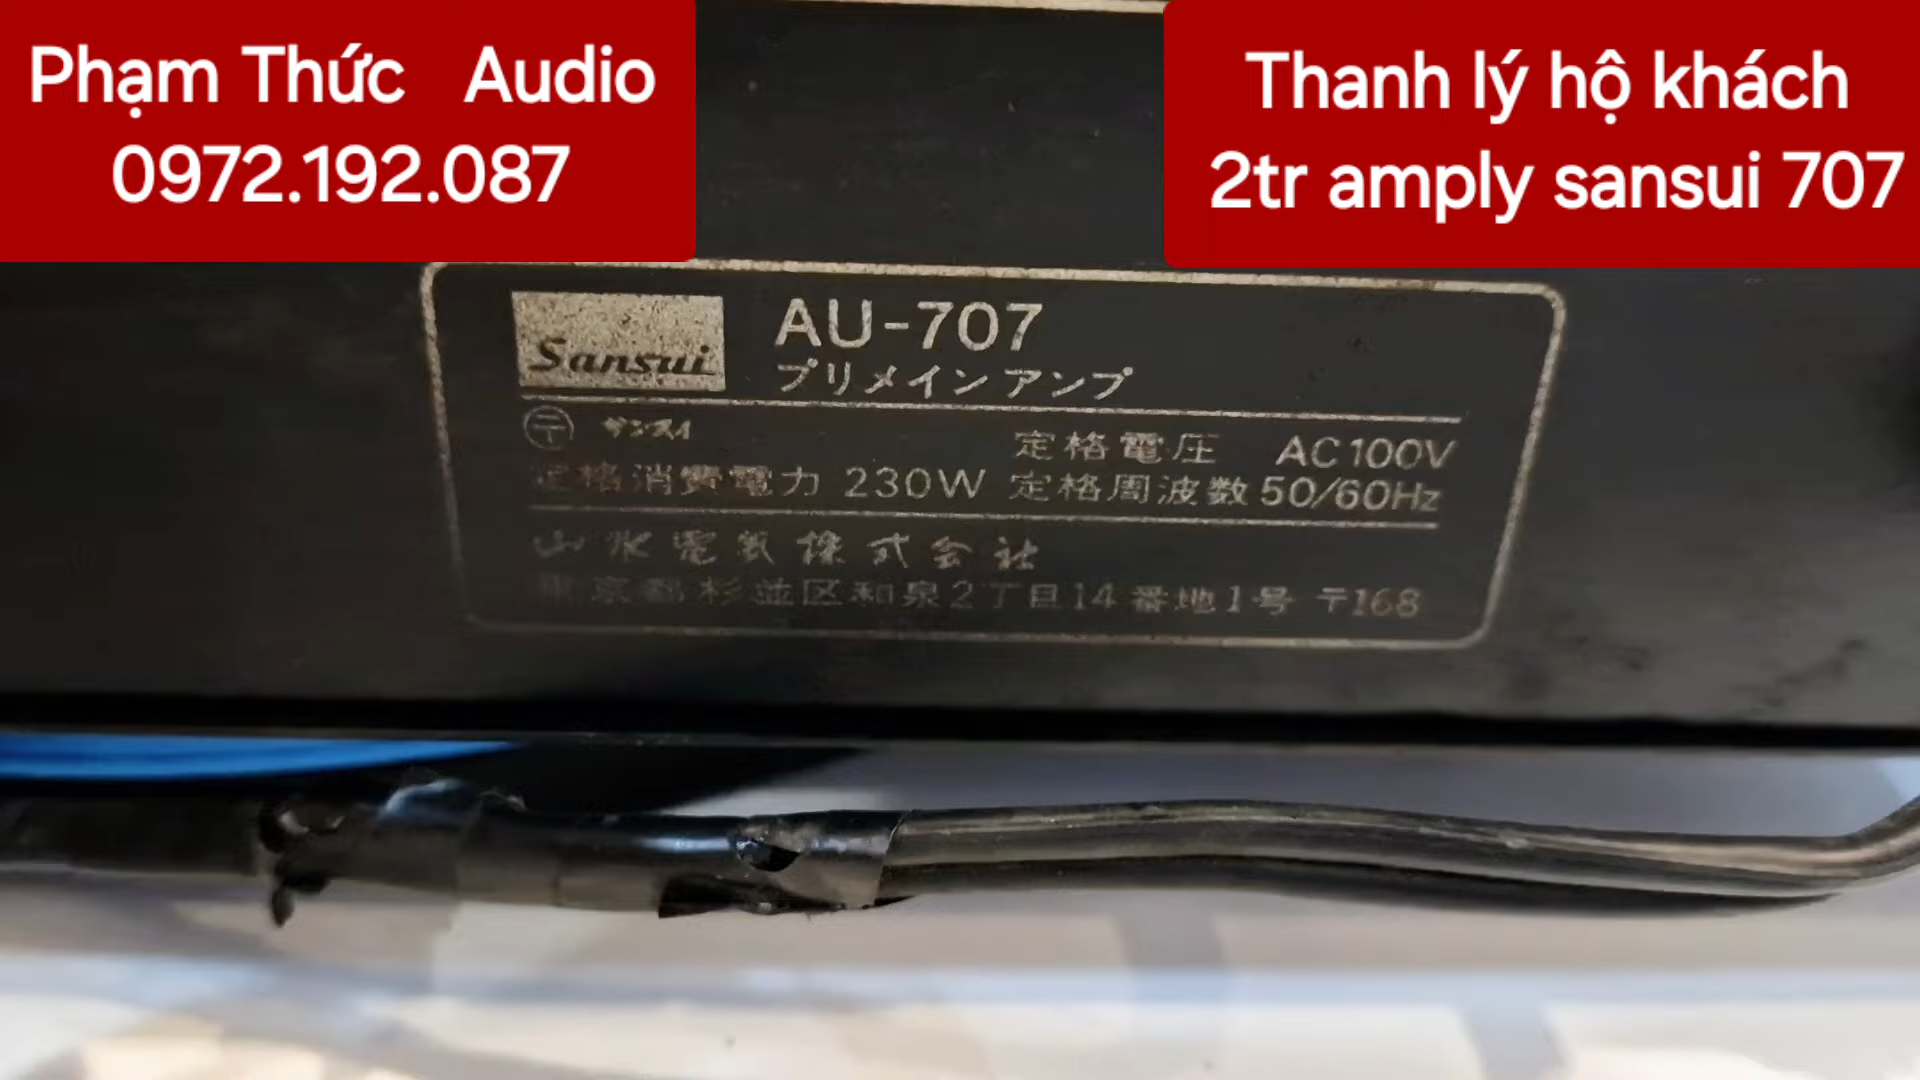 Phạm Thức Audio
0972.192.087
Thanh lý hộ khách
2tr amply sansui 707
Sansui
AU-707
プリメインアンプ
〒 サンスイ
定格電圧 AC100V
定格消費電力 230W
定格周波数 50/60Hz
山水電気株式会社
東京都杉並区和泉2丁目14番地1号 〒168